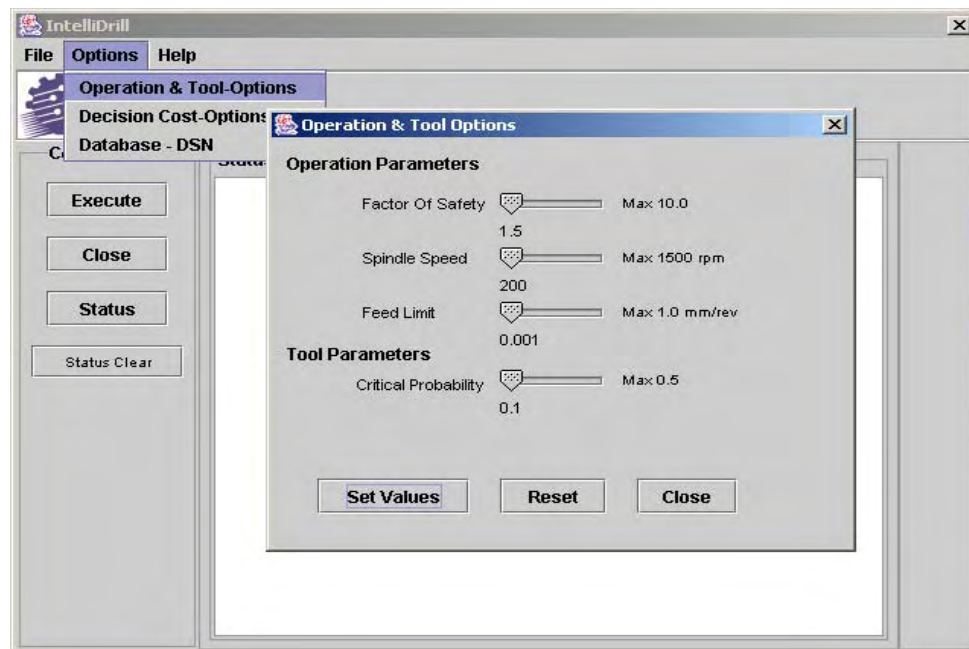 IntelliDrill
File Options Help
Operation & Tool-Options
Decision Cost-Options
Database - DSN
Execute
Close
Status
Status Clear
Operation & Tool Options
Operation Parameters
Factor Of Safety Max 10.0
1.5
Spindle Speed Max 1500 rpm
200
Feed Limit Max 1.0 mm/rev
0.001
Tool Parameters
Critical Probability Max 0.5
0.1
Set Values Reset Close